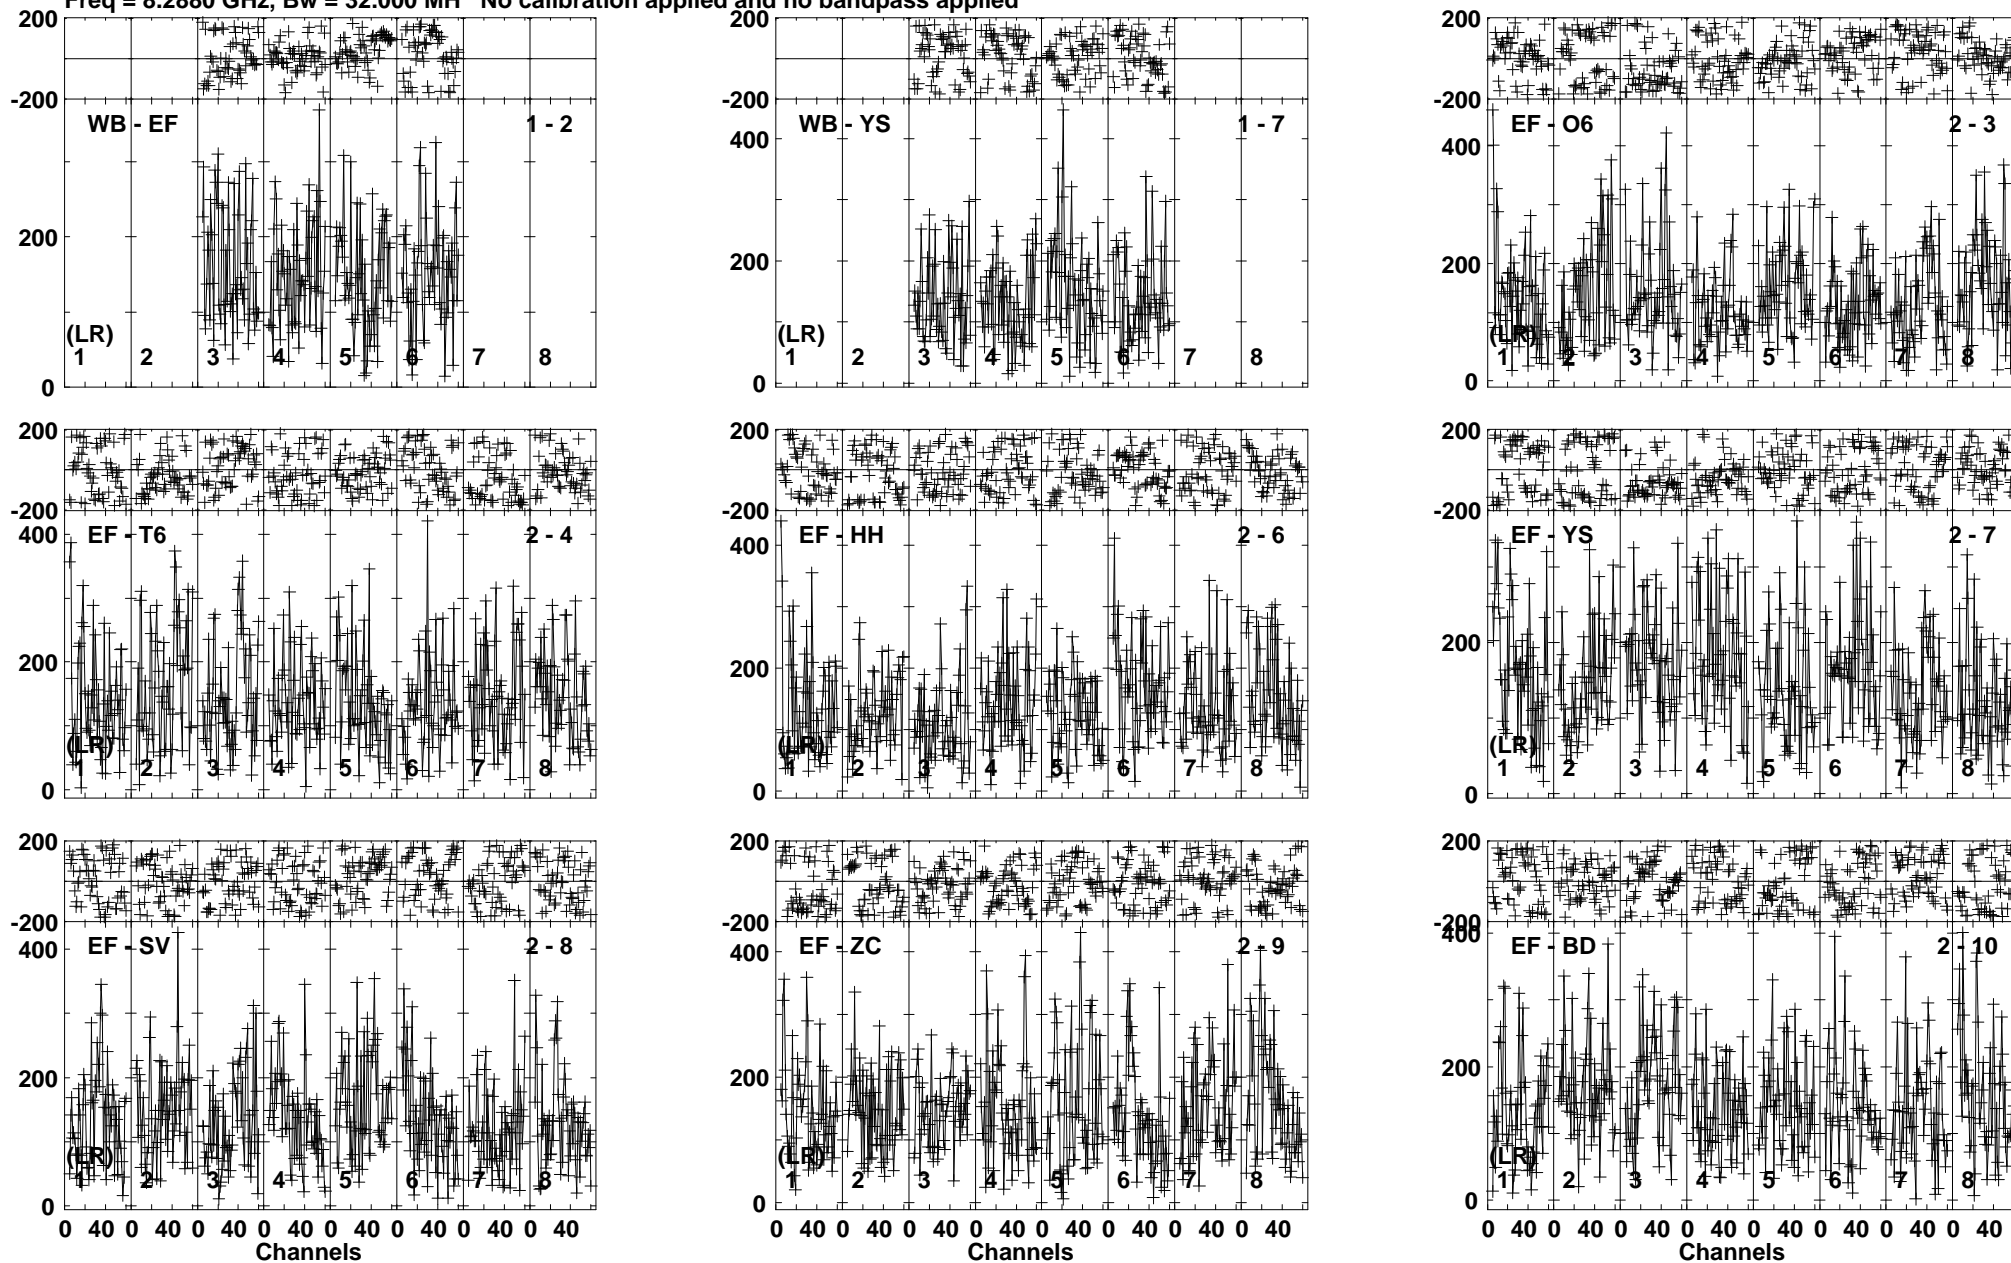 Freq = 8.2880 GHz, Bw = 32.000 MH No calibration applied and no bandpass applied
200
-200
WB - EF 1 - 2
200
0
(LR)
1 2 3 4 5 6 7 8
200
-200
WB - YS 1 - 7
400
200
0
(LR)
1 2 3 4 5 6 7 8
200
-200
EF - O6 2 - 3
400
200
0
(LR)
1 2 3 4 5 6 7 8
200
-200
EF - T6 2 - 4
400
200
0
(LR)
1 2 3 4 5 6 7 8
200
-200
EF - HH 2 - 6
400
200
0
(LR)
1 2 3 4 5 6 7 8
200
-200
EF - YS 2 - 7
200
0
(LR)
1 2 3 4 5 6 7 8
200
-200
EF - SV 2 - 8
400
200
0
(LR)
1 2 3 4 5 6 7 8
0 40 0 40 0 40 0 40 0 40 0 40 0 40 0 40
Channels
200
-200
EF - ZC 2 - 9
400
200
0
(LR)
1 2 3 4 5 6 7 8
0 40 0 40 0 40 0 40 0 40 0 40 0 40 0 40
Channels
200
-200
EF - BD 2 - 10
400
200
0
(LR)
1 2 3 4 5 6 7 8
0 40 0 40 0 40 0 40 0 40 0 40 0 40 0 40
Channels